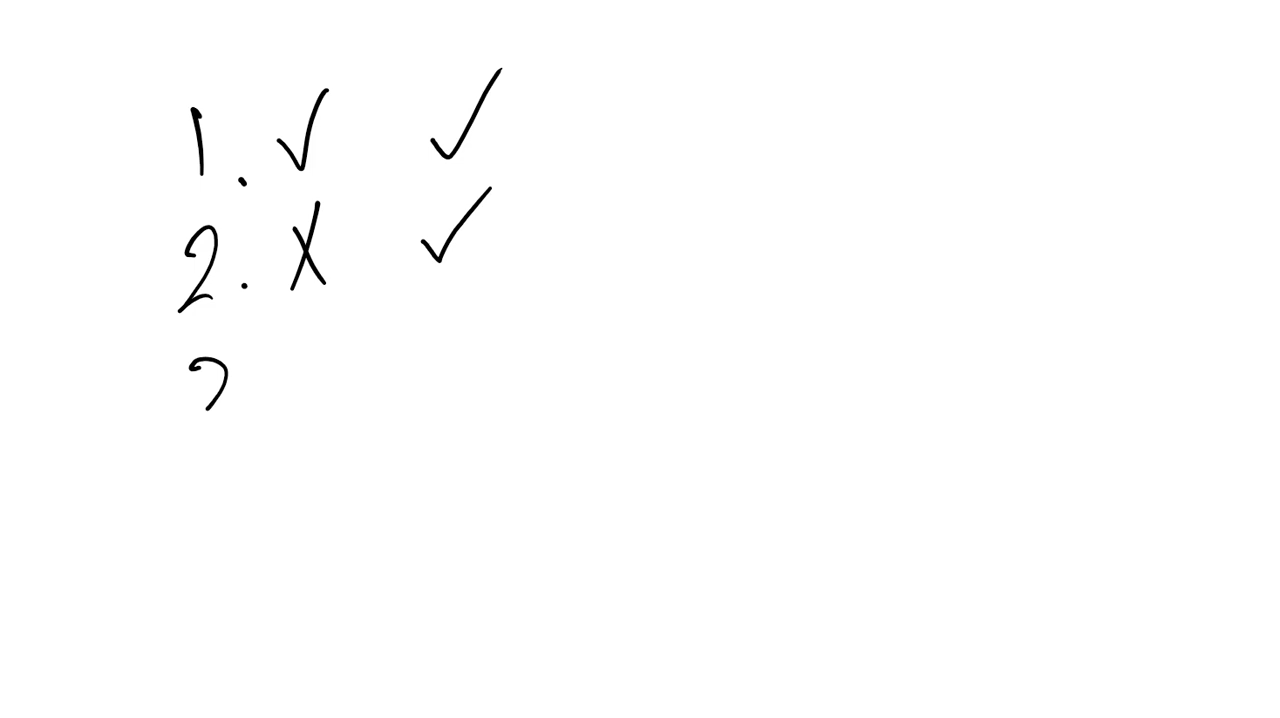 1. ✓ ✓
2. X ✓